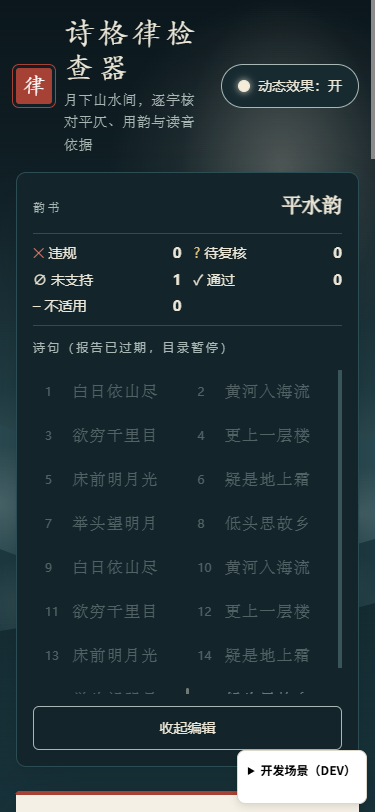 诗格律检
查器
律
月下山水间，逐字核
对平仄、用韵与读音
依据
动态效果：开
韵书
平水韵
× 违规 0 ? 待复核 0
∅ 未支持 1 ✓ 通过 0
– 不适用 0
诗句（报告已过期，目录暂停）
1 白日依山尽 2 黄河入海流
3 欲穷千里目 4 更上一层楼
5 床前明月光 6 疑是地上霜
7 举头望明月 8 低头思故乡
9 白日依山尽 10 黄河入海流
11 欲穷千里目 12 更上一层楼
13 床前明月光 14 疑是地上霜
收起编辑
▶ 开发场景（DEV）